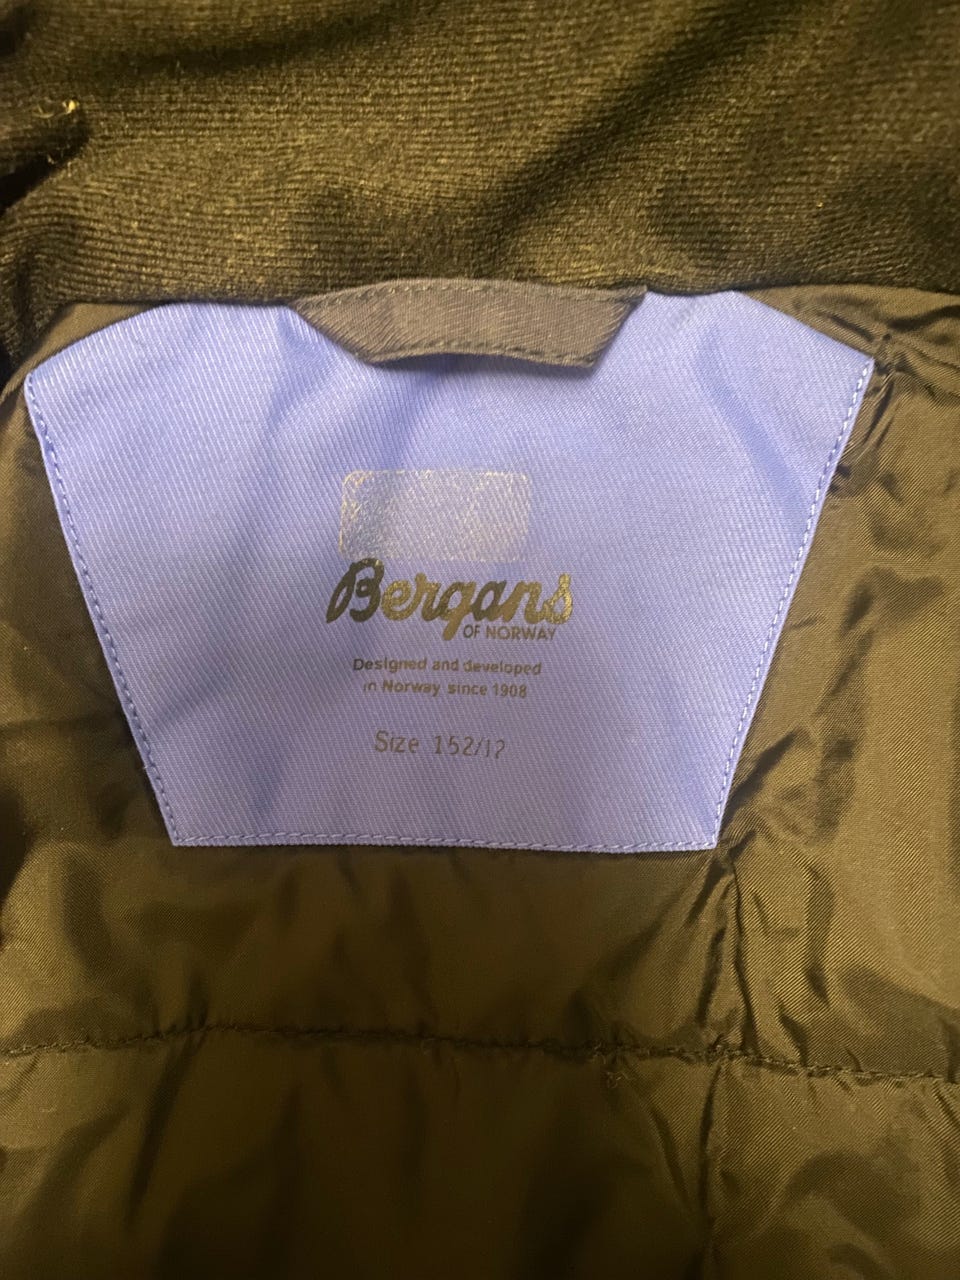 Bergans
OF NORWAY
Designed and developed
in Norway since 1908
Size 152/12